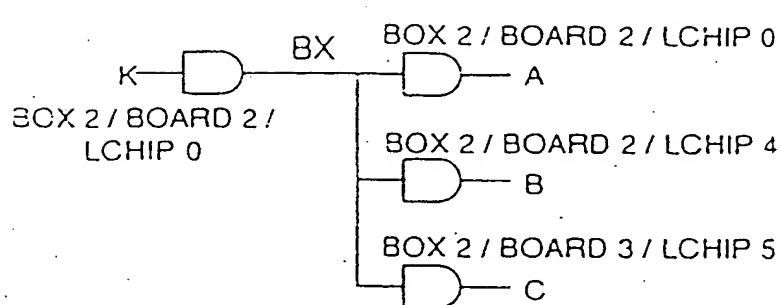 BOX 2 / BOARD 2 / LCHIP 0
BX
K
A
BOX 2 / BOARD 2 /
LCHIP 0
BOX 2 / BOARD 2 / LCHIP 4
B
BOX 2 / BOARD 3 / LCHIP 5
C